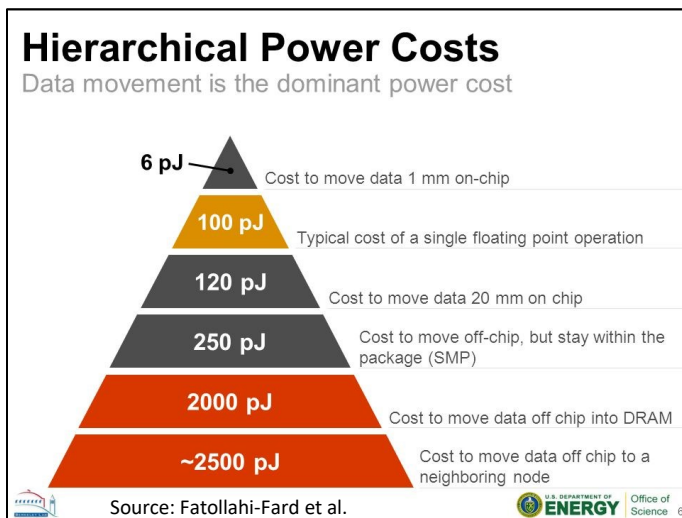 Hierarchical Power Costs
Data movement is the dominant power cost
6 pJ
Cost to move data 1 mm on-chip
100 pJ
Typical cost of a single floating point operation
120 pJ
Cost to move data 20 mm on chip
250 pJ
Cost to move off-chip, but stay within the
package (SMP)
2000 pJ
Cost to move data off chip into DRAM
~2500 pJ
Cost to move data off chip to a
neighboring node
Source: Fatollahi-Fard et al.
U.S. DEPARTMENT OF
ENERGY
Office of
Science
6